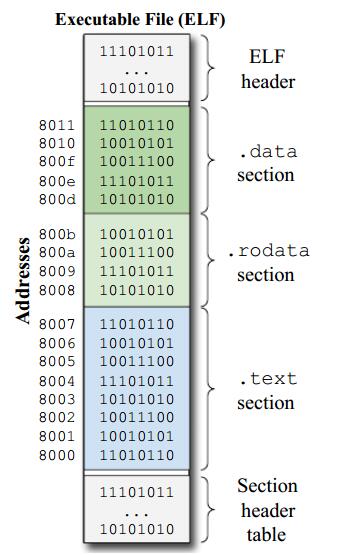 Executable File (ELF)
11101011
...
10101010
ELF
header
8011 11010110
8010 10010101
800f 10011100
800e 11101011
800d 10101010
.data
section
800b 10010101
800a 10011100
8009 11101011
8008 10101010
.rodata
section
Addresses
8007 11010110
8006 10010101
8005 10011100
8004 11101011
8003 10101010
8002 10011100
8001 10010101
8000 11010110
.text
section
11101011
...
10101010
Section
header
table